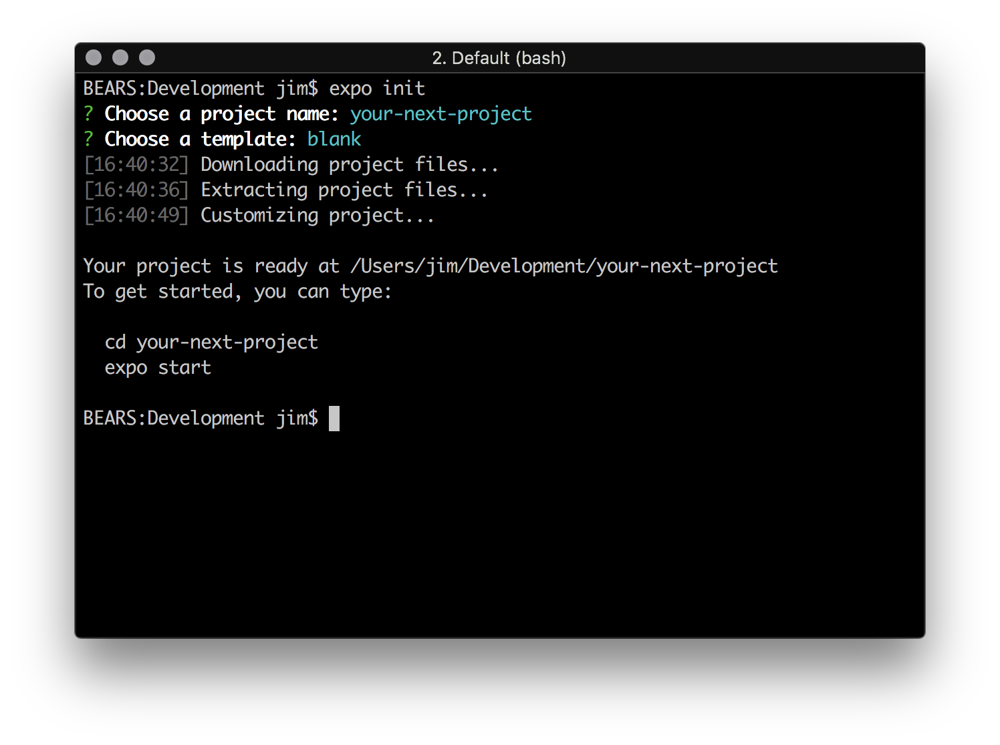 2. Default (bash)
BEARS:Development jim$ expo init
? Choose a project name: your-next-project
? Choose a template: blank
[16:40:32] Downloading project files...
[16:40:36] Extracting project files...
[16:40:49] Customizing project...
Your project is ready at /Users/jim/Development/your-next-project
To get started, you can type:
cd your-next-project
expo start
BEARS:Development jim$